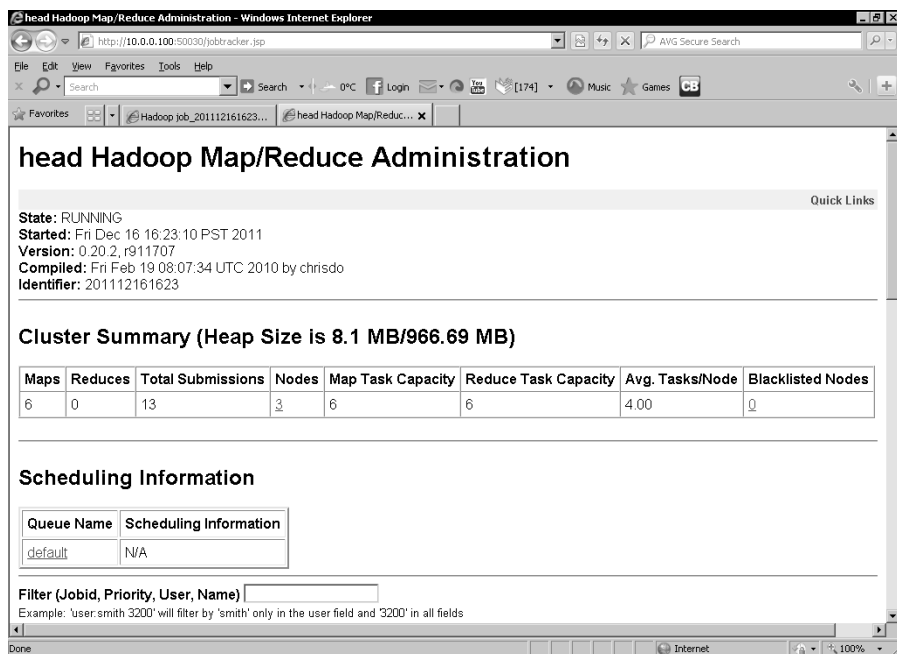 head Hadoop Map/Reduce Administration - Windows Internet Explorer
http://10.0.0.100:50030/jobtracker.jsp
AVG Secure Search
File Edit View Favorites Tools Help
Search Search 0°C Login You Tube [174] Music Games CB
Favorites Hadoop job_201112161623... head Hadoop Map/Reduc...
head Hadoop Map/Reduce Administration
Quick Links
State: RUNNING
Started: Fri Dec 16 16:23:10 PST 2011
Version: 0.20.2, r911707
Compiled: Fri Feb 19 08:07:34 UTC 2010 by chrisdo
Identifier: 201112161623
Cluster Summary (Heap Size is 8.1 MB/966.69 MB)
Maps Reduces Total Submissions Nodes Map Task Capacity Reduce Task Capacity Avg. Tasks/Node Blacklisted Nodes
6 0 13 3 6 6 4.00 0
Scheduling Information
Queue Name Scheduling Information
default N/A
Filter (Jobid, Priority, User, Name)
Example: 'user:smith 3200' will filter by 'smith' only in the user field and '3200' in all fields
Done Internet 100%